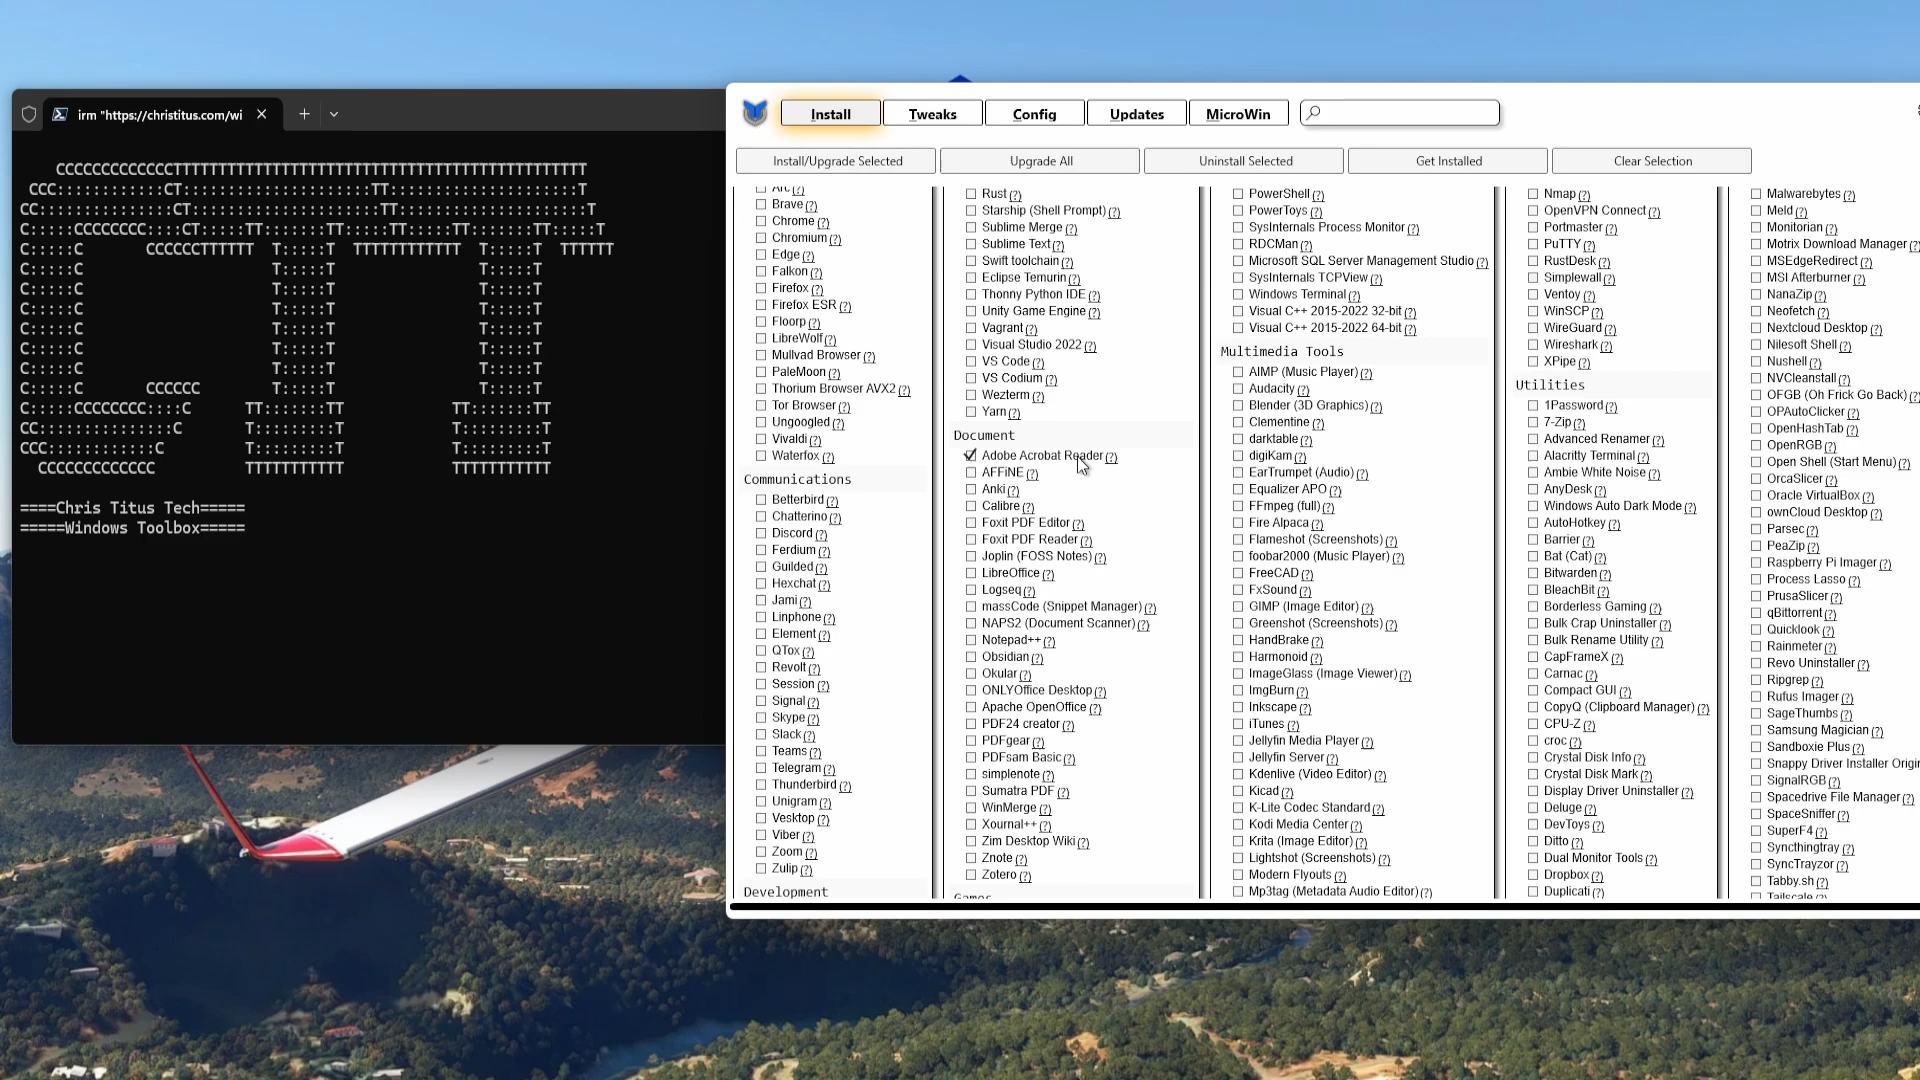 irm "https://christitus.com/wi
CCCCCCCCCCCCCTTTTTTTTTTTTTTTTTTTTTTTTTTTTTTTTTTTTTTTTTTTTTT
====Chris Titus Tech=====
=====Windows Toolbox=====
Install
Tweaks
Config
Updates
MicroWin
Install/Upgrade Selected
Upgrade All
Uninstall Selected
Get Installed
Clear Selection
Arc (?)
Brave (?)
Chrome (?)
Chromium (?)
Edge (?)
Falkon (?)
Firefox (?)
Firefox ESR (?)
Floorp (?)
LibreWolf (?)
Mullvad Browser (?)
PaleMoon (?)
Thorium Browser AVX2 (?)
Tor Browser (?)
Ungoogled (?)
Vivaldi (?)
Waterfox (?)
Communications
Betterbird (?)
Chatterino (?)
Discord (?)
Ferdium (?)
Guilded (?)
Hexchat (?)
Jami (?)
Linphone (?)
Element (?)
QTox (?)
Revolt (?)
Session (?)
Signal (?)
Skype (?)
Slack (?)
Teams (?)
Telegram (?)
Thunderbird (?)
Unigram (?)
Vesktop (?)
Viber (?)
Zoom (?)
Zulip (?)
Development
Rust (?)
Starship (Shell Prompt) (?)
Sublime Merge (?)
Sublime Text (?)
Swift toolchain (?)
Eclipse Temurin (?)
Thonny Python IDE (?)
Unity Game Engine (?)
Vagrant (?)
Visual Studio 2022 (?)
VS Code (?)
VS Codium (?)
Wezterm (?)
Yarn (?)
Document
Adobe Acrobat Reader (?)
AFFiNE (?)
Anki (?)
Calibre (?)
Foxit PDF Editor (?)
Foxit PDF Reader (?)
Joplin (FOSS Notes) (?)
LibreOffice (?)
Logseq (?)
massCode (Snippet Manager) (?)
NAPS2 (Document Scanner) (?)
Notepad++ (?)
Obsidian (?)
Okular (?)
ONLYOffice Desktop (?)
Apache OpenOffice (?)
PDF24 creator (?)
PDFgear (?)
PDFsam Basic (?)
simplenote (?)
Sumatra PDF (?)
WinMerge (?)
Xournal++ (?)
Zim Desktop Wiki (?)
Znote (?)
Zotero (?)
Games
PowerShell (?)
PowerToys (?)
SysInternals Process Monitor (?)
RDCMan (?)
Microsoft SQL Server Management Studio (?)
SysInternals TCPView (?)
Windows Terminal (?)
Visual C++ 2015-2022 32-bit (?)
Visual C++ 2015-2022 64-bit (?)
Multimedia Tools
AIMP (Music Player) (?)
Audacity (?)
Blender (3D Graphics) (?)
Clementine (?)
darktable (?)
digiKam (?)
EarTrumpet (Audio) (?)
Equalizer APO (?)
FFmpeg (full) (?)
Fire Alpaca (?)
Flameshot (Screenshots) (?)
foobar2000 (Music Player) (?)
FreeCAD (?)
FxSound (?)
GIMP (Image Editor) (?)
Greenshot (Screenshots) (?)
HandBrake (?)
Harmonoid (?)
ImageGlass (Image Viewer) (?)
ImgBurn (?)
Inkscape (?)
iTunes (?)
Jellyfin Media Player (?)
Jellyfin Server (?)
Kdenlive (Video Editor) (?)
Kicad (?)
K-Lite Codec Standard (?)
Kodi Media Center (?)
Krita (Image Editor) (?)
Lightshot (Screenshots) (?)
Modern Flyouts (?)
Mp3tag (Metadata Audio Editor) (?)
Nmap (?)
OpenVPN Connect (?)
Portmaster (?)
PuTTY (?)
RustDesk (?)
Simplewall (?)
Ventoy (?)
WinSCP (?)
WireGuard (?)
Wireshark (?)
XPipe (?)
Utilities
1Password (?)
7-Zip (?)
Advanced Renamer (?)
Alacritty Terminal (?)
Ambie White Noise (?)
AnyDesk (?)
Windows Auto Dark Mode (?)
AutoHotkey (?)
Barrier (?)
Bat (Cat) (?)
Bitwarden (?)
BleachBit (?)
Borderless Gaming (?)
Bulk Crap Uninstaller (?)
Bulk Rename Utility (?)
CapFrameX (?)
Carnac (?)
Compact GUI (?)
CopyQ (Clipboard Manager) (?)
CPU-Z (?)
croc (?)
Crystal Disk Info (?)
Crystal Disk Mark (?)
Display Driver Uninstaller (?)
Deluge (?)
DevToys (?)
Ditto (?)
Dual Monitor Tools (?)
Dropbox (?)
Duplicati (?)
Malwarebytes (?)
Meld (?)
Monitorian (?)
Motrix Download Manager (?)
MSEdgeRedirect (?)
MSI Afterburner (?)
NanaZip (?)
Neofetch (?)
Nextcloud Desktop (?)
Nilesoft Shell (?)
Nushell (?)
NVCleanstall (?)
OFGB (Oh Frick Go Back) (?)
OPAutoClicker (?)
OpenHashTab (?)
OpenRGB (?)
Open Shell (Start Menu) (?)
OrcaSlicer (?)
Oracle VirtualBox (?)
ownCloud Desktop (?)
Parsec (?)
PeaZip (?)
Raspberry Pi Imager (?)
Process Lasso (?)
PrusaSlicer (?)
qBittorrent (?)
Quicklook (?)
Rainmeter (?)
Revo Uninstaller (?)
Ripgrep (?)
Rufus Imager (?)
SageThumbs (?)
Samsung Magician (?)
Sandboxie Plus (?)
Snappy Driver Installer Origin
SignalRGB (?)
Spacedrive File Manager (?)
SpaceSniffer (?)
SuperF4 (?)
Syncthingtray (?)
SyncTrayzor (?)
Tabby.sh (?)
Tailscale (?)